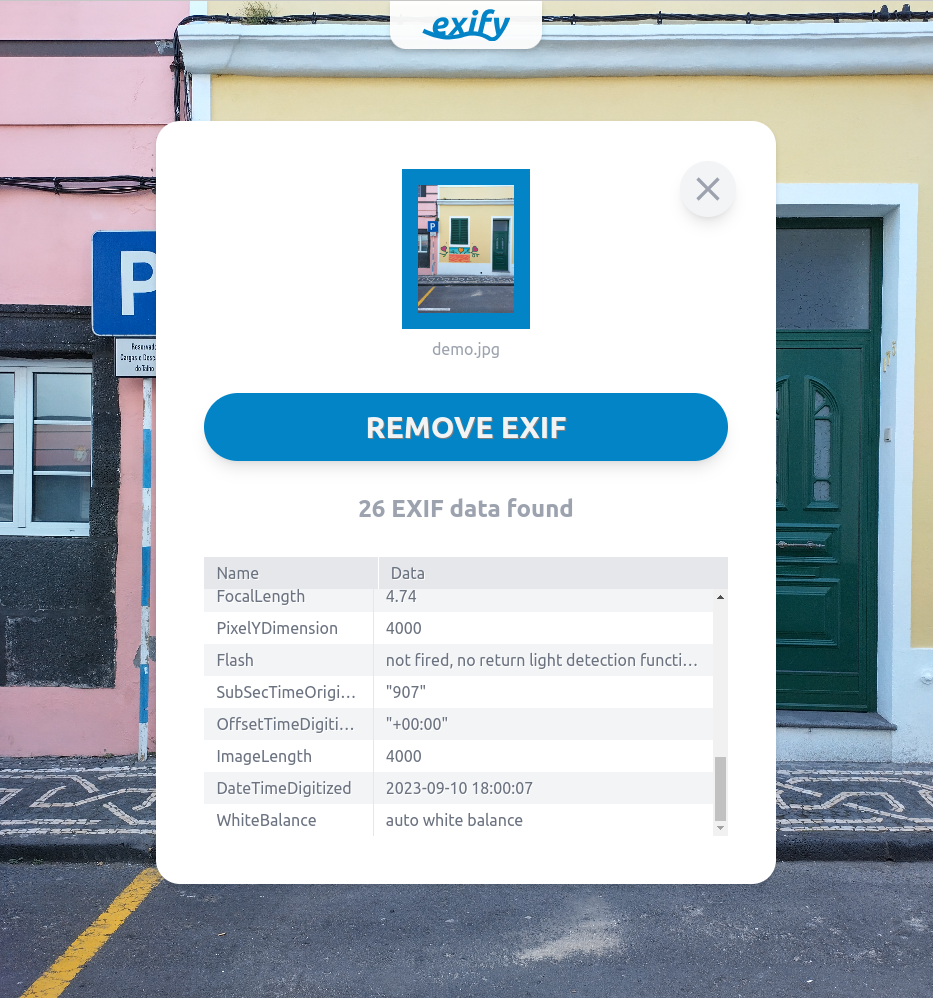 exify
P
Reservado
Cargas e Desc
do Talho
P
demo.jpg
REMOVE EXIF
26 EXIF data found
Name Data
FocalLength 4.74
PixelYDimension 4000
Flash not fired, no return light detection functi…
SubSecTimeOrigi… "907"
OffsetTimeDigiti… "+00:00"
ImageLength 4000
DateTimeDigitized 2023-09-10 18:00:07
WhiteBalance auto white balance